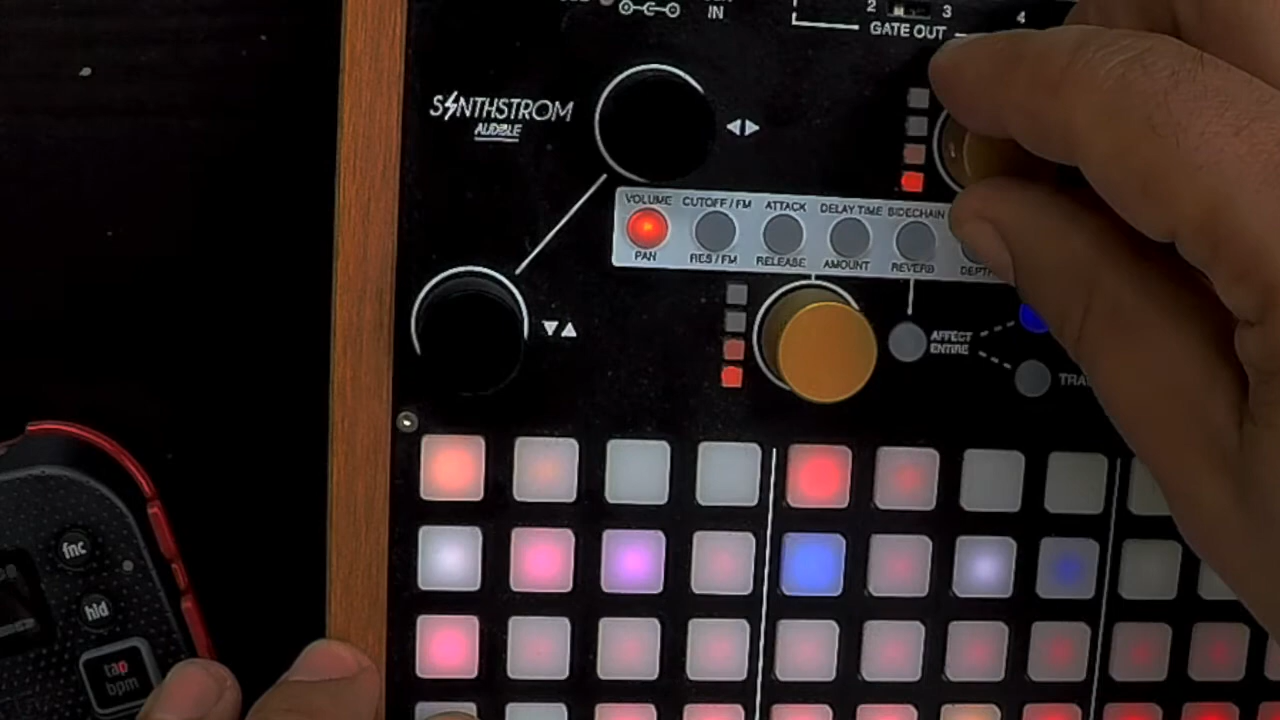 IN
2 3
4
GATE OUT
SYNTHSTROM
AUDIBLE
◀▶
VOLUME CUTOFF / FM ATTACK DELAY TIME SIDECHAIN
PAN RES / FM RELEASE AMOUNT REVERB
▼▲
AFFECT
ENTIRE
fnc
hld
tap
bpm